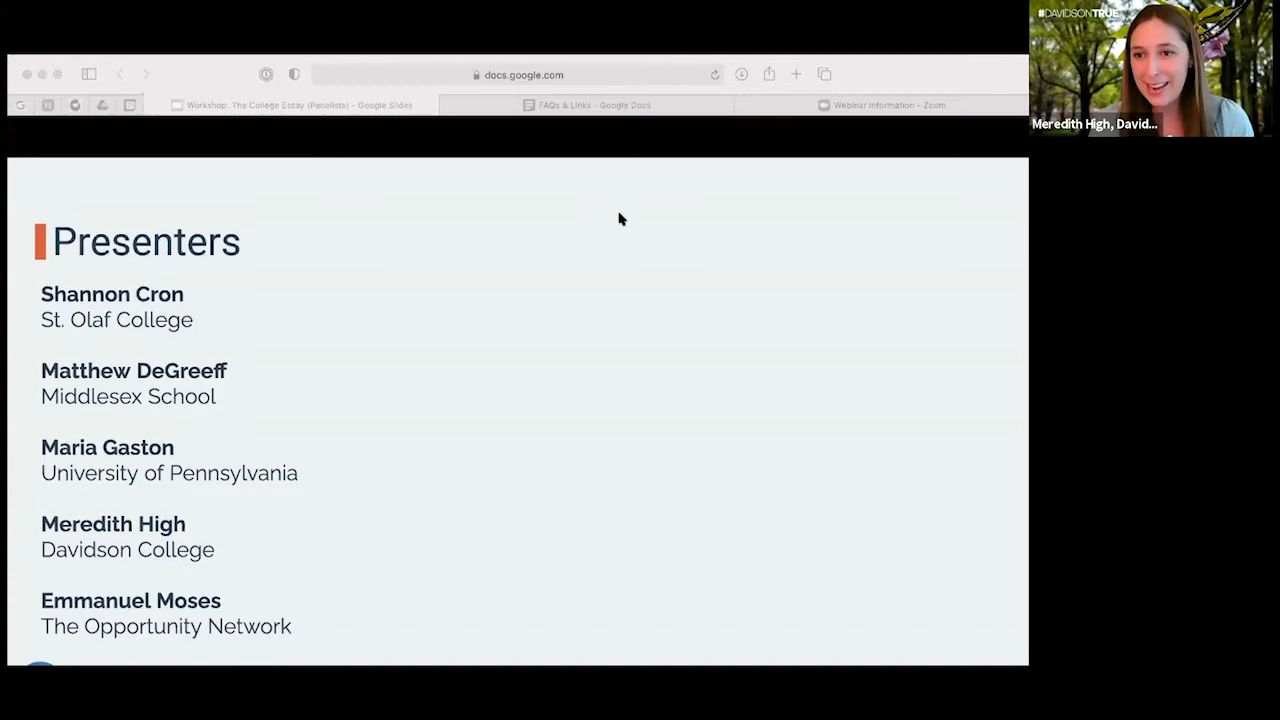 #DAVIDSONTRUE
Meredith High, David...
docs.google.com
Workshop: The College Essay (Panelists) - Google Slides
FAQs & Links - Google Docs
Webinar Information - Zoom
Presenters
Shannon Cron
St. Olaf College
Matthew DeGreeff
Middlesex School
Maria Gaston
University of Pennsylvania
Meredith High
Davidson College
Emmanuel Moses
The Opportunity Network